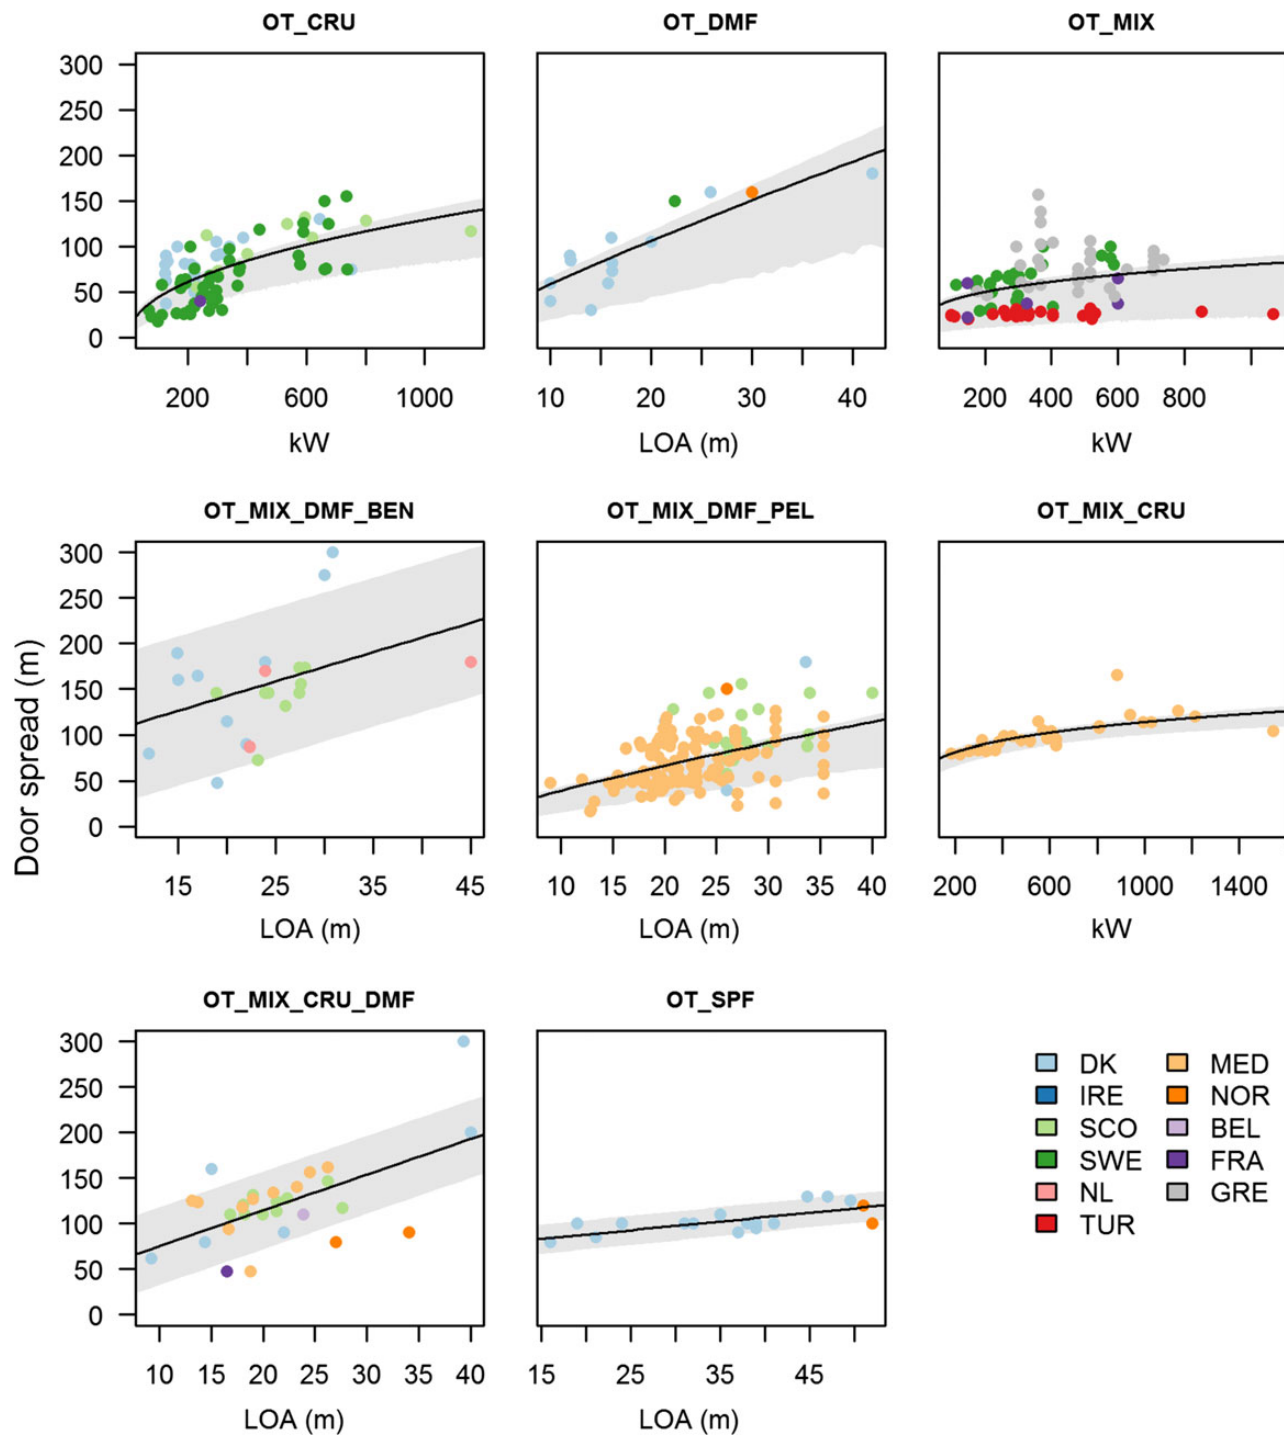 OT_CRU OT_DMF OT_MIX
300
250
200
150
100
50
0
200 600 1000 10 20 30 40 200 400 600 800
kW LOA (m) kW
OT_MIX_DMF_BEN OT_MIX_DMF_PEL OT_MIX_CRU
Door spread (m)
300
250
200
150
100
50
0
15 25 35 45 10 15 20 25 30 35 40 200 600 1000 1400
LOA (m) LOA (m) kW
OT_MIX_CRU_DMF OT_SPF
300
250
200
150
100
50
0
10 15 20 25 30 35 40 15 25 35 45
LOA (m) LOA (m)
DK MED
IRE NOR
SCO BEL
SWE FRA
NL GRE
TUR